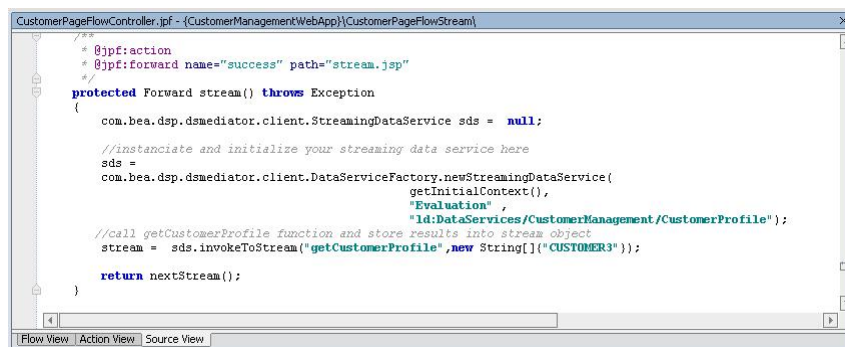 CustomerPageFlowController.jpf - {CustomerManagementWebApp}\CustomerPageFlowStream\
/**
* @jpf:action
* @jpf:forward name="success" path="stream.jsp"
*/
protected Forward stream() throws Exception
{
com.bea.dsp.dsmediator.client.StreamingDataService sds = null;
//instanciate and initialize your streaming data service here
sds =
com.bea.dsp.dsmediator.client.DataServiceFactory.newStreamingDataService(
getInitialContext(),
"Evaluation" ,
"ld:DataServices/CustomerManagement/CustomerProfile");
//call getCustomerProfile function and store results into stream object
stream = sds.invokeToStream("getCustomerProfile",new String[]{"CUSTOMER3"});
return nextStream();
}
Flow View Action View Source View